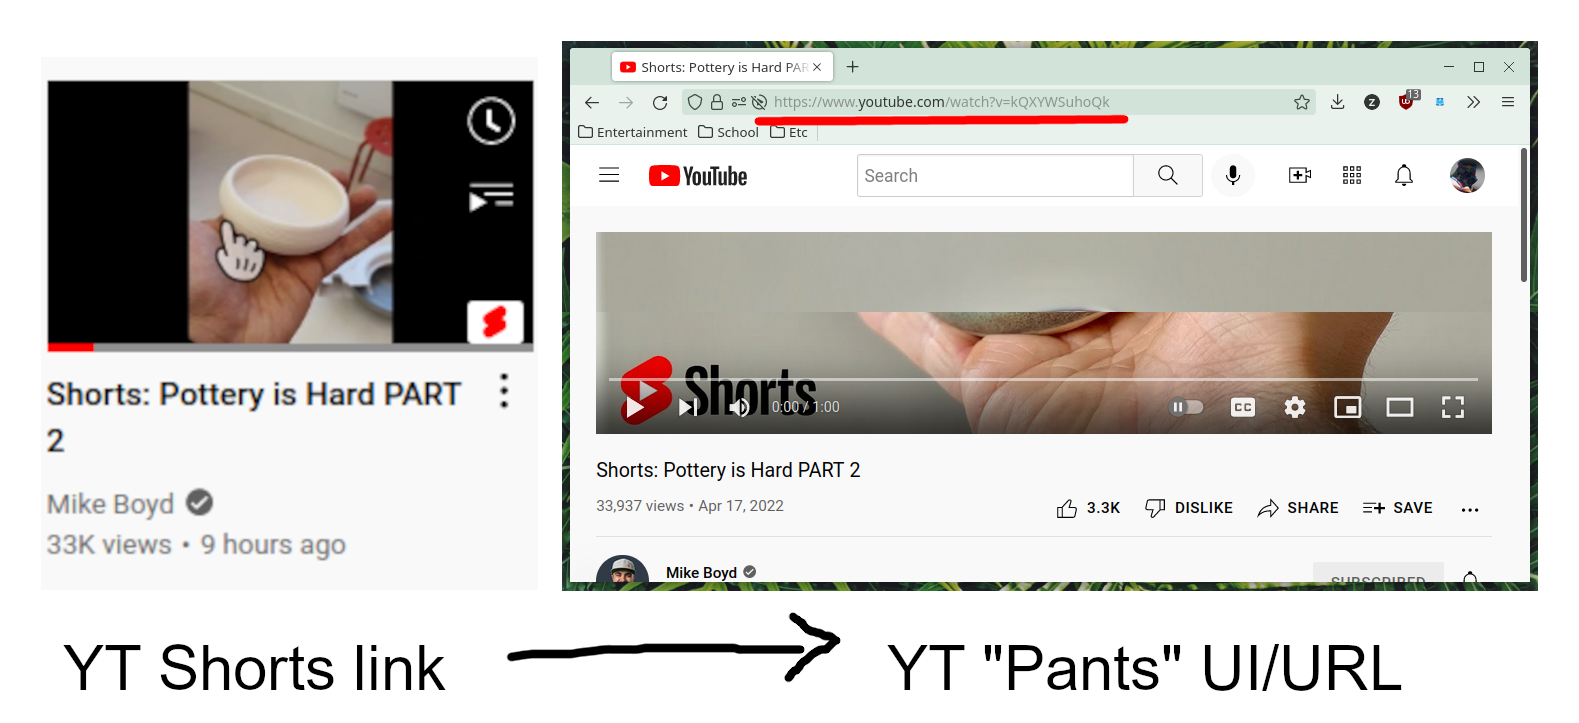 Shorts: Pottery is Hard PART
2
Mike Boyd
33K views • 9 hours ago
Shorts: Pottery is Hard PAR
https://www.youtube.com/watch?v=kQXYWSuhoQk
Z
13
Entertainment School Etc
YouTube
Search
Shorts
0:00 / 1:00
CC
Shorts: Pottery is Hard PART 2
33,937 views • Apr 17, 2022
3.3K DISLIKE SHARE SAVE
Mike Boyd
SUBSCRIBED
YT Shorts link
YT "Pants" UI/URL